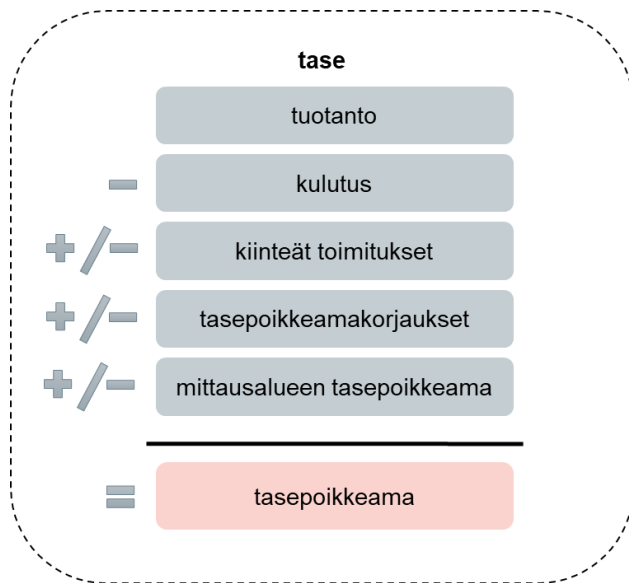 tase
tuotanto
− kulutus
+/− kiinteät toimitukset
+/− tasepoikkeamakorjaukset
+/− mittausalueen tasepoikkeama
= tasepoikkeama